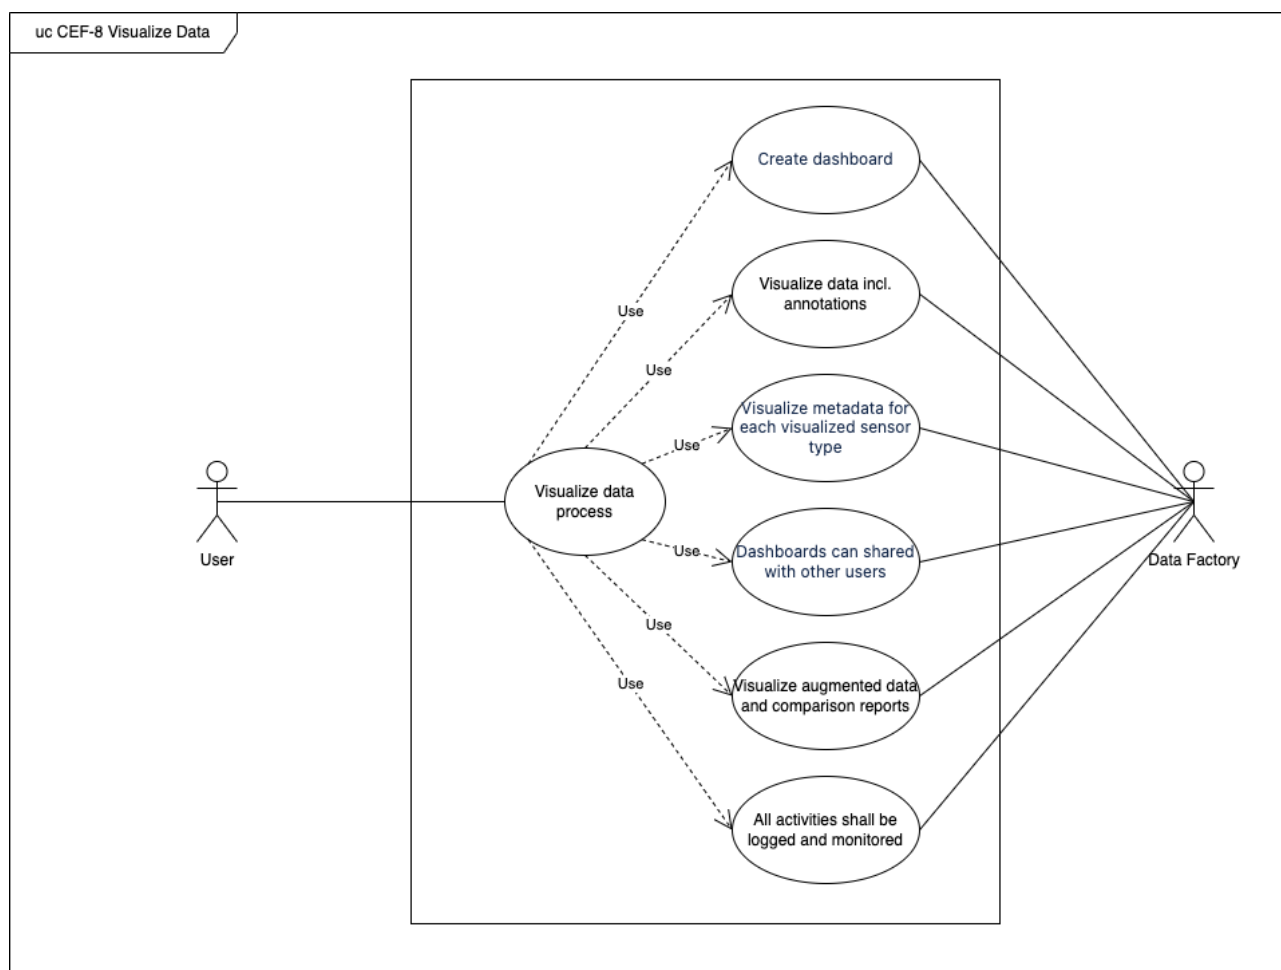 uc CEF-8 Visualize Data
Create dashboard
Use
Visualize data incl.
annotations
Use
Visualize metadata for
each visualized sensor
type
Use
Visualize data
process
User
Data Factory
Use
Dashboards can shared
with other users
Use
Visualize augmented data
and comparison reports
Use
All activities shall be
logged and monitored